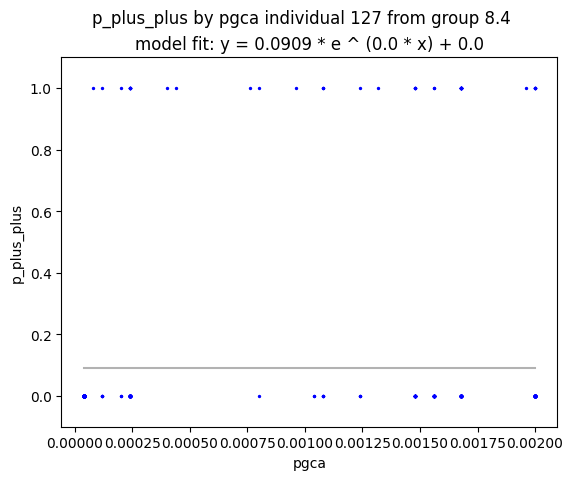 p_plus_plus by pgca individual 127 from group 8.4
model fit: y = 0.0909 * e ^ (0.0 * x) + 0.0
1.0
0.8
0.6
0.4
0.2
0.0
p_plus_plus
0.00000 0.00025 0.00050 0.00075 0.00100 0.00125 0.00150 0.00175 0.00200
pgca